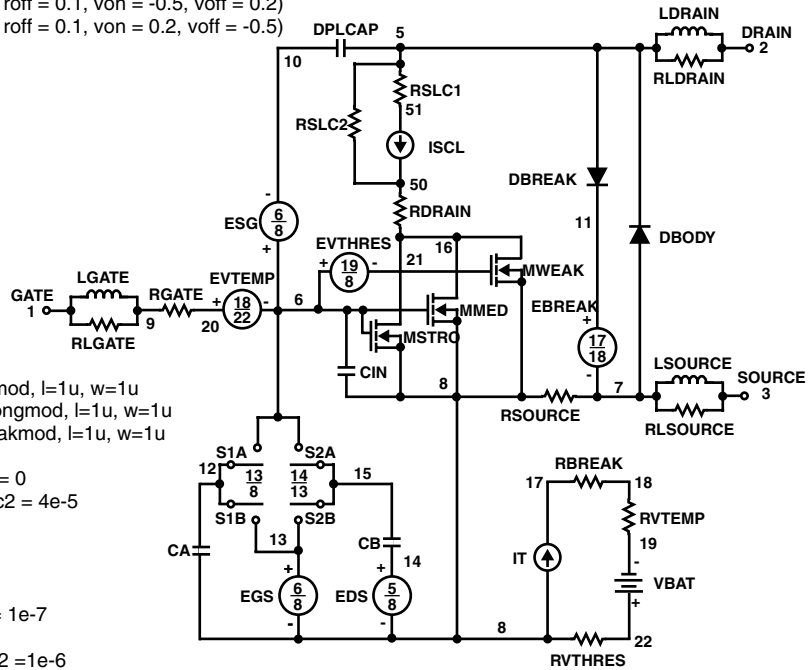 roff = 0.1, von = -0.5, voff = 0.2)
roff = 0.1, von = 0.2, voff = -0.5)
DPLCAP
5
10
LDRAIN
DRAIN
2
RLDRAIN
RSLC1
51
RSLC2
ISCL
50
RDRAIN
DBREAK
11
DBODY
-
ESG
6
8
+
EVTHRES
+
19
8
-
16
21
MWEAK
EVTEMP
LGATE
GATE
1
RGATE
+
18
22
-
6
9
20
RLGATE
MMED
EBREAK
+
17
18
-
MSTRO
CIN
8
RSOURCE
7
LSOURCE
SOURCE
3
RLSOURCE
mod, l=1u, w=1u
ongmod, l=1u, w=1u
akmod, l=1u, w=1u
= 0
c2 = 4e-5
= 1e-7
2 =1e-6
S1A
S2A
12
13
8
14
13
15
S1B
S2B
13
CA
CB
14
+
EGS
6
8
-
+
EDS
5
8
-
8
RBREAK
17
18
RVTEMP
19
IT
-
VBAT
+
22
RVTHRES